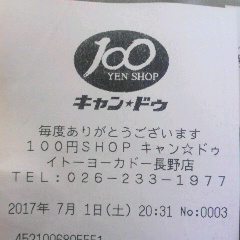 100
YEN SHOP
キャン★ドゥ
毎度ありがとうございます
100円SHOP キャン☆ドゥ
イトーヨーカドー長野店
TEL:026-233-1977
2017年 7月 1日(土) 20:31 No:0003